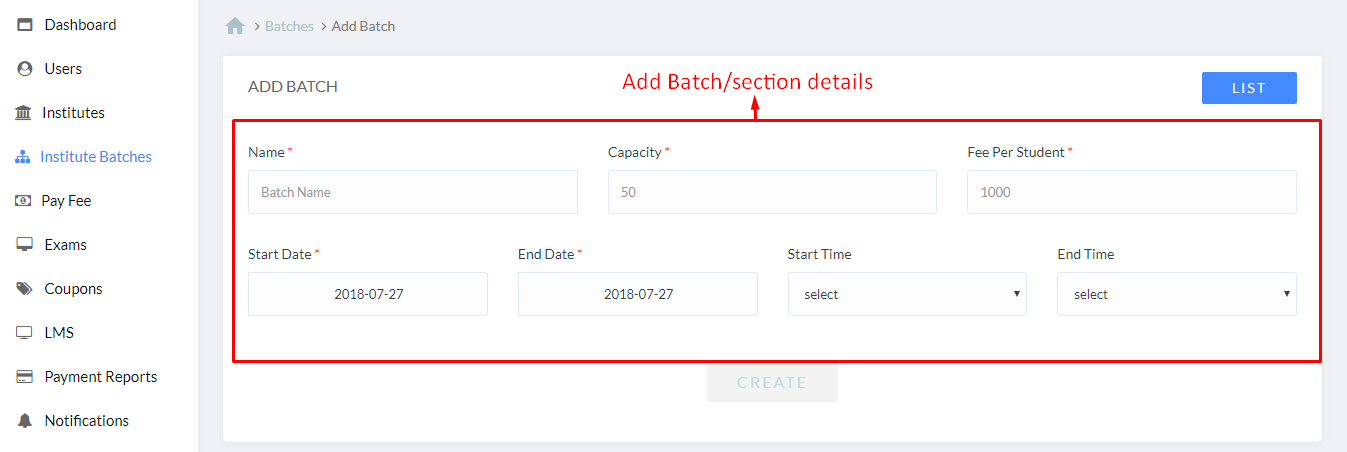 Dashboard
Users
Institutes
Institute Batches
Pay Fee
Exams
Coupons
LMS
Payment Reports
Notifications
> Batches > Add Batch
ADD BATCH
Add Batch/section details
LIST
Name * Capacity * Fee Per Student *
Batch Name 50 1000
Start Date * End Date * Start Time End Time
2018-07-27 2018-07-27 select select
CREATE